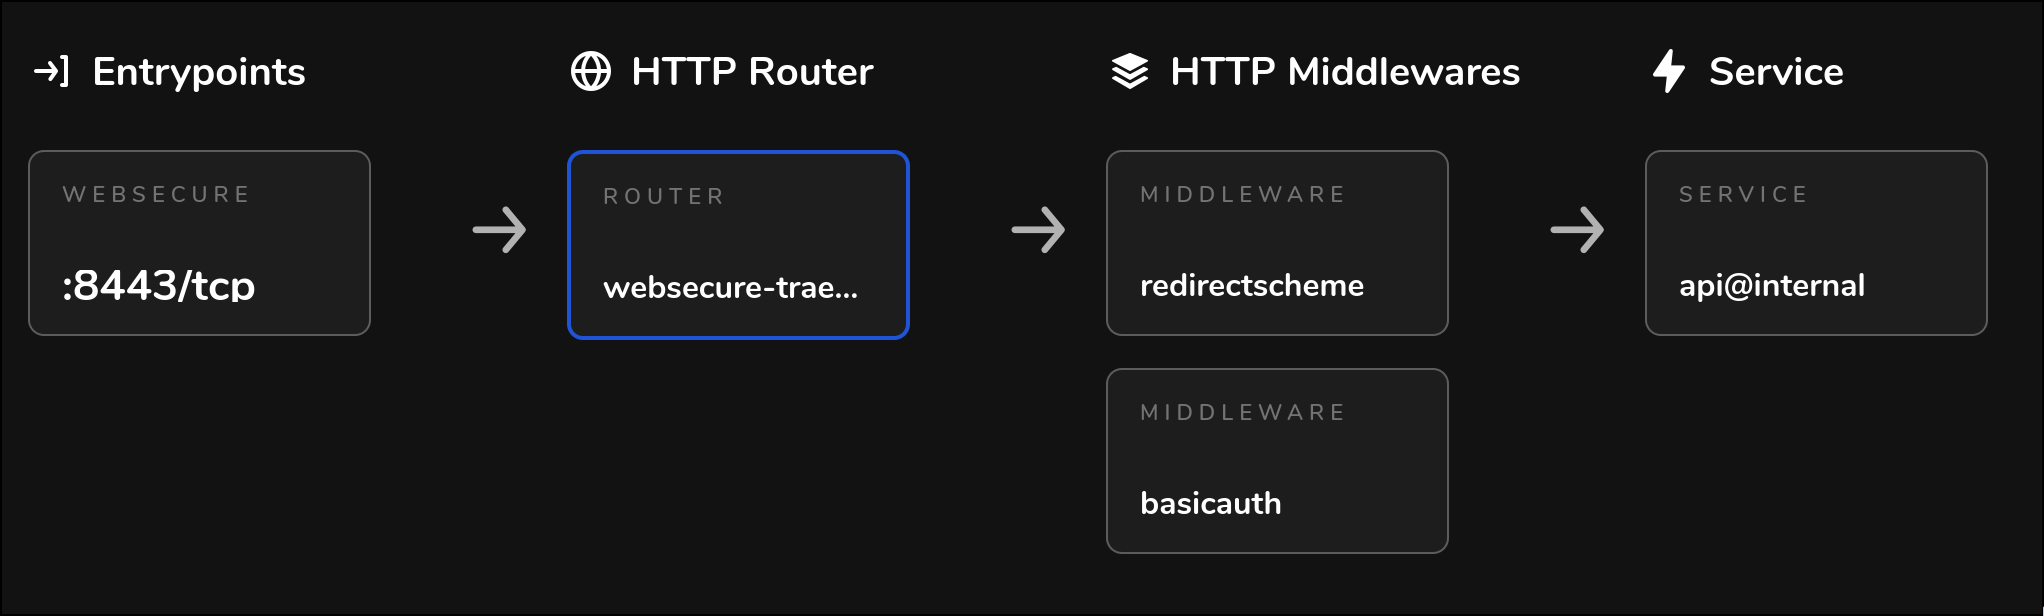 Entrypoints
HTTP Router
HTTP Middlewares
Service
WEBSECURE
:8443/tcp
ROUTER
websecure-trae...
MIDDLEWARE
redirectscheme
MIDDLEWARE
basicauth
SERVICE
api@internal